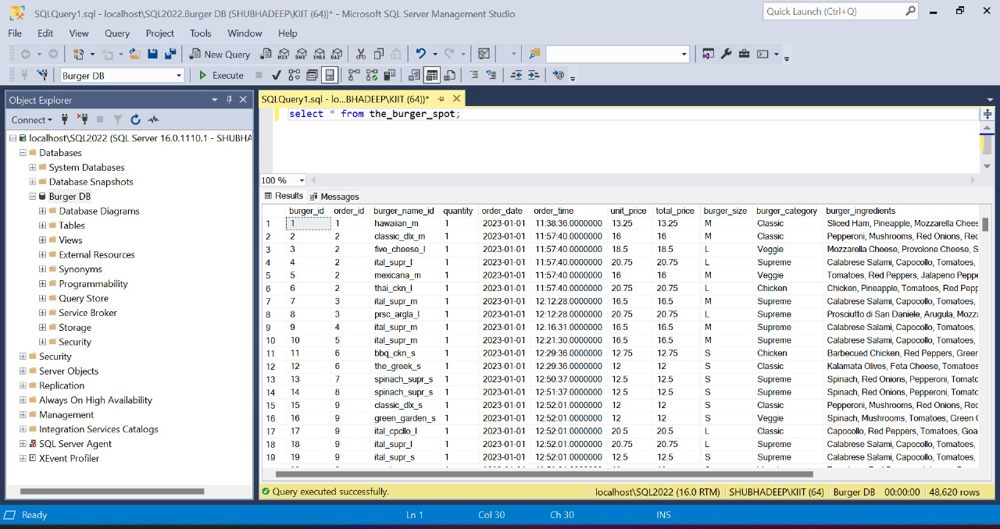 SQLQuery1.sql - localhost\SQL2022.Burger DB (SHUBHADEEP\KIIT (64))* - Microsoft SQL Server Management Studio
Quick Launch (Ctrl+Q)
File Edit View Query Project Tools Window Help
New Query MDX DMX XMLA DAX
Burger DB Execute
Object Explorer
Connect
localhost\SQL2022 (SQL Server 16.0.1110.1 - SHUBHA
Databases
System Databases
Database Snapshots
Burger DB
Database Diagrams
Tables
Views
External Resources
Synonyms
Programmability
Query Store
Service Broker
Storage
Security
Security
Server Objects
Replication
Always On High Availability
Management
Integration Services Catalogs
SQL Server Agent
XEvent Profiler
SQLQuery1.sql - lo...BHADEEP\KIIT (64))*
select * from the_burger_spot;
100 %
Results Messages
burger_id order_id burger_name_id quantity order_date order_time unit_price total_price burger_size burger_category burger_ingredients
1 1 1 hawaiian_m 1 2023-01-01 11:38:36.0000000 13.25 13.25 M Classic Sliced Ham, Pineapple, Mozzarella Chees
2 2 2 classic_dlx_m 1 2023-01-01 11:57:40.0000000 16 16 M Classic Pepperoni, Mushrooms, Red Onions, Red
3 3 2 five_cheese_l 1 2023-01-01 11:57:40.0000000 18.5 18.5 L Veggie Mozzarella Cheese, Provolone Cheese, S
4 4 2 ital_supr_l 1 2023-01-01 11:57:40.0000000 20.75 20.75 L Supreme Calabrese Salami, Capocollo, Tomatoes,
5 5 2 mexicana_m 1 2023-01-01 11:57:40.0000000 16 16 M Veggie Tomatoes, Red Peppers, Jalapeno Peppe
6 6 2 thai_ckn_l 1 2023-01-01 11:57:40.0000000 20.75 20.75 L Chicken Chicken, Pineapple, Tomatoes, Red Pepp
7 7 3 ital_supr_m 1 2023-01-01 12:12:28.0000000 16.5 16.5 M Supreme Calabrese Salami, Capocollo, Tomatoes,
8 8 3 prsc_argla_l 1 2023-01-01 12:12:28.0000000 20.75 20.75 L Supreme Prosciutto di San Daniele, Arugula, Mozz
9 9 4 ital_supr_m 1 2023-01-01 12:16:31.0000000 16.5 16.5 M Supreme Calabrese Salami, Capocollo, Tomatoes,
10 10 5 ital_supr_m 1 2023-01-01 12:21:30.0000000 16.5 16.5 M Supreme Calabrese Salami, Capocollo, Tomatoes,
11 11 6 bbq_ckn_s 1 2023-01-01 12:29:36.0000000 12.75 12.75 S Chicken Barbecued Chicken, Red Peppers, Green
12 12 6 the_greek_s 1 2023-01-01 12:29:36.0000000 12 12 S Classic Kalamata Olives, Feta Cheese, Tomatoes
13 13 7 spinach_supr_s 1 2023-01-01 12:50:37.0000000 12.5 12.5 S Supreme Spinach, Red Onions, Pepperoni, Tomato
14 14 8 spinach_supr_s 1 2023-01-01 12:51:37.0000000 12.5 12.5 S Supreme Spinach, Red Onions, Pepperoni, Tomato
15 15 9 classic_dlx_s 1 2023-01-01 12:52:01.0000000 12 12 S Classic Pepperoni, Mushrooms, Red Onions, Red
16 16 9 green_garden_s 1 2023-01-01 12:52:01.0000000 12 12 S Veggie Spinach, Mushrooms, Tomatoes, Green
17 17 9 ital_cpcllo_l 1 2023-01-01 12:52:01.0000000 20.5 20.5 L Classic Capocollo, Red Peppers, Tomatoes, Goa
18 18 9 ital_supr_l 1 2023-01-01 12:52:01.0000000 20.75 20.75 L Supreme Calabrese Salami, Capocollo, Tomatoes,
19 19 9 ital_supr_s 1 2023-01-01 12:52:01.0000000 12.5 12.5 S Supreme Calabrese Salami, Capocollo, Tomatoes,
Query executed successfully. localhost\SQL2022 (16.0 RTM) SHUBHADEEP\KIIT (64) Burger DB 00:00:00 48,620 rows
Ready Ln 1 Col 30 Ch 30 INS